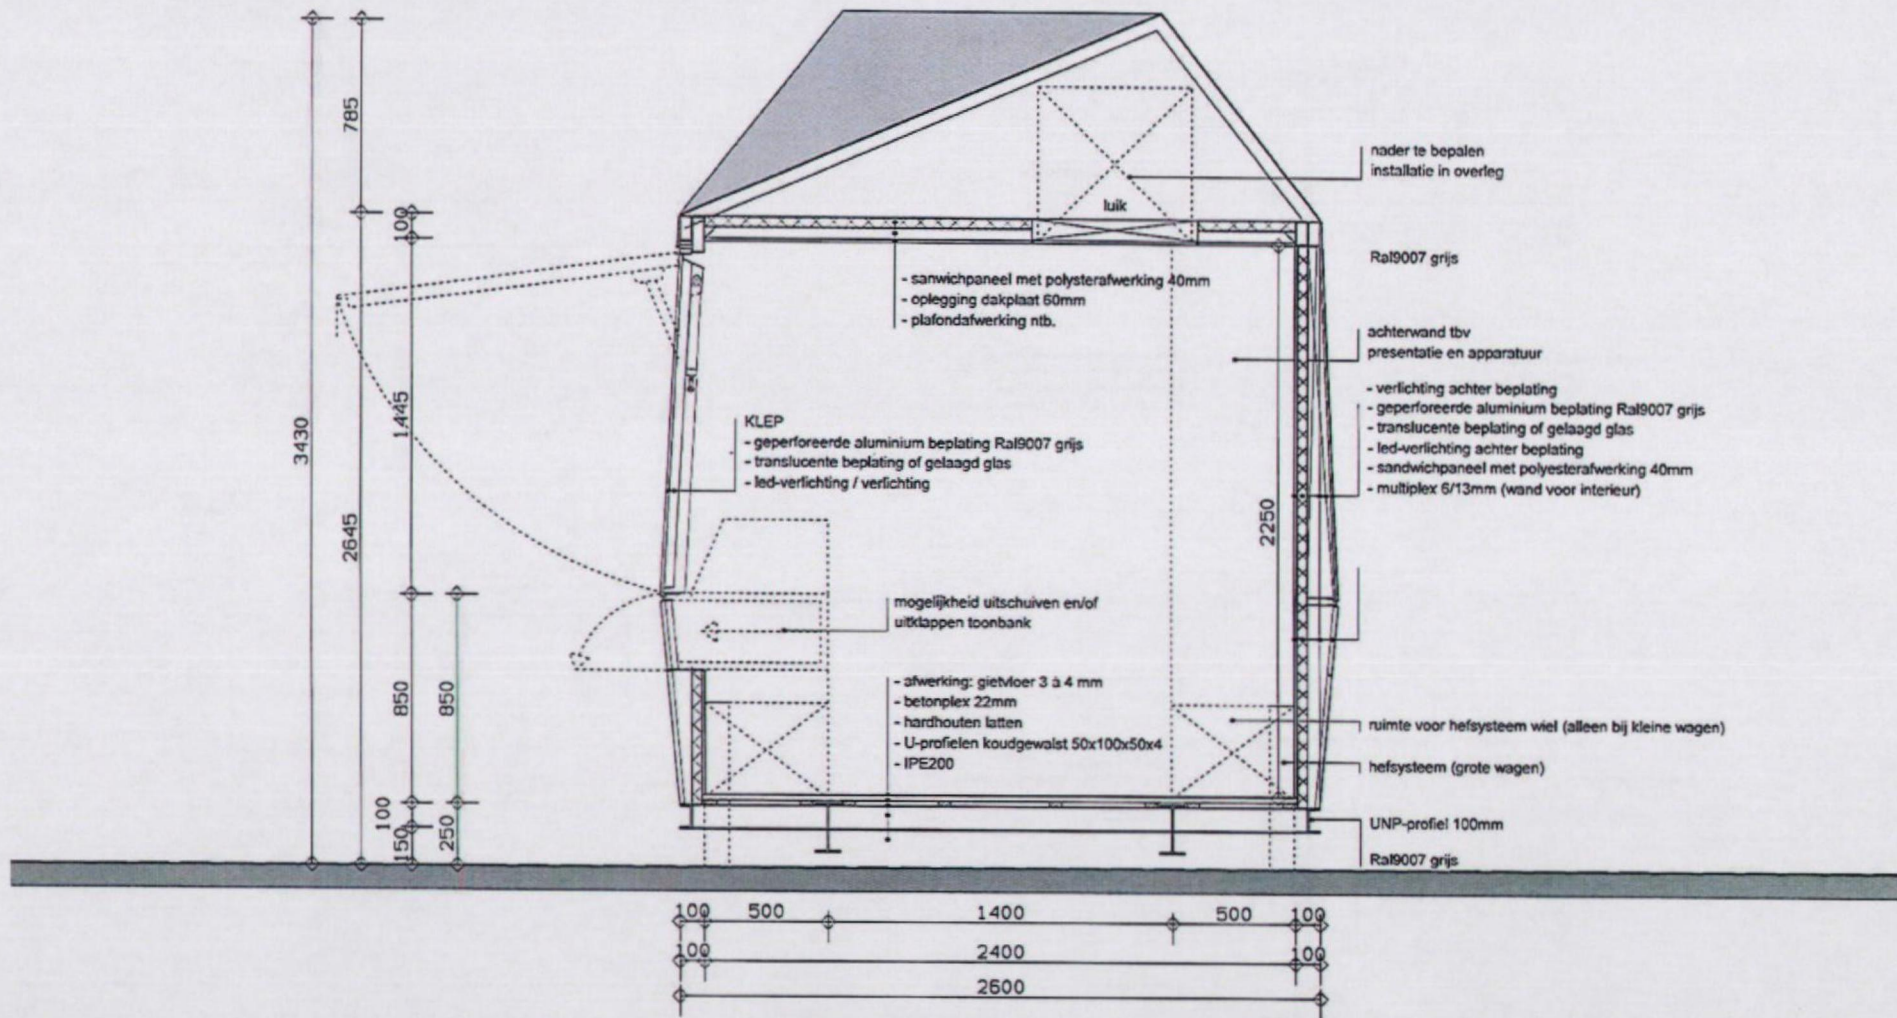 785
100
3430
1445
2645
850
850
100
150
250
nader te bepalen
installatie in overleg
luik
Ral9007 grijs
- sanwichpaneel met polysterafwerking 40mm
- oplegging dakplaat 60mm
- plafondafwerking ntb.
achterwand tbv
presentatie en apparatuur
- verlichting achter beplating
- geperforeerde aluminium beplating Ral9007 grijs
- translucente beplating of gelaagd glas
- led-verlichting achter beplating
- sandwichpaneel met polyesterafwerking 40mm
- multiplex 6/13mm (wand voor interieur)
KLEP
- geperforeerde aluminium beplating Ral9007 grijs
- translucente beplating of gelaagd glas
- led-verlichting / verlichting
2250
mogelijkheid uitschuiven en/of
uitklappen toonbank
- afwerking: gietvloer 3 à 4 mm
- betonplex 22mm
- hardhouten latten
- U-profielen koudgewalst 50x100x50x4
- IPE200
ruimte voor hefsysteem wiel (alleen bij kleine wagen)
hefsysteem (grote wagen)
UNP-profiel 100mm
Ral9007 grijs
100 500 1400 500 100
100 2400 100
2600